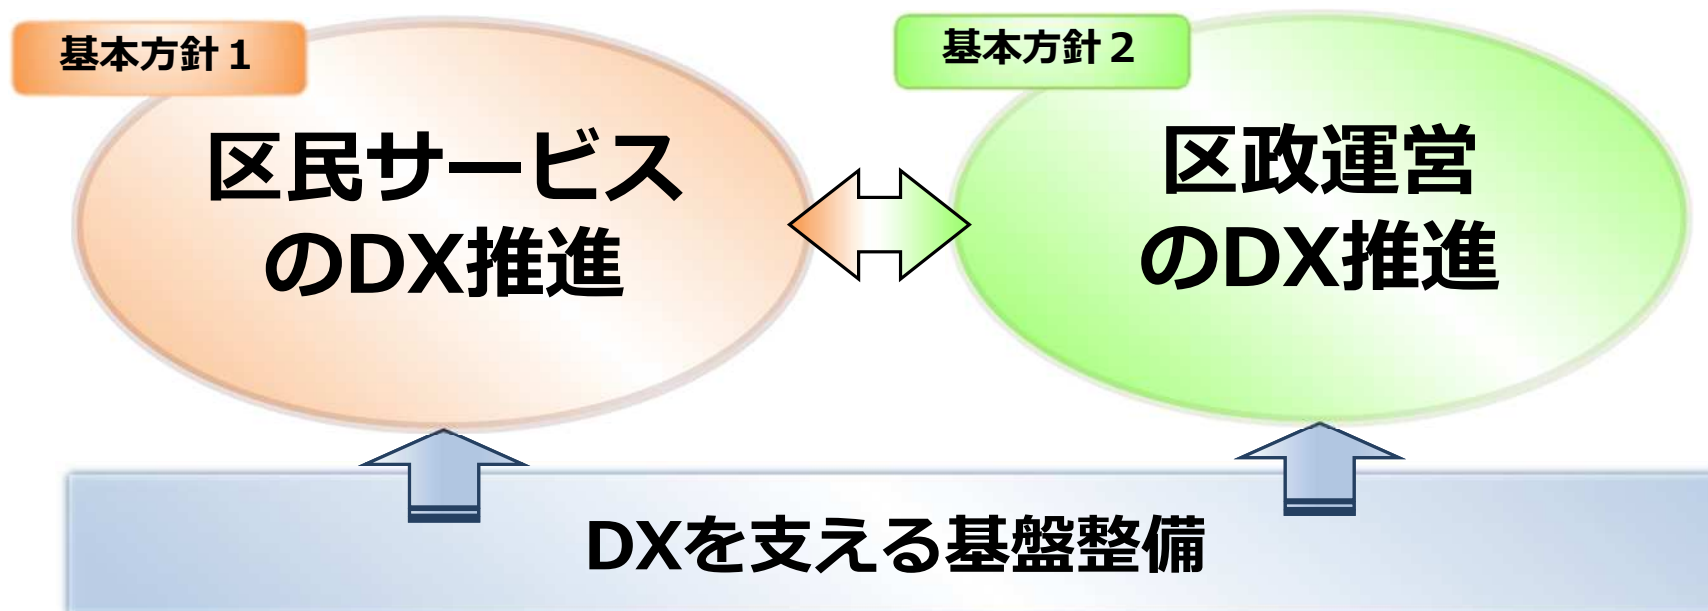 基本方針1
区民サービス
のDX推進
基本方針2
区政運営
のDX推進
DXを支える基盤整備